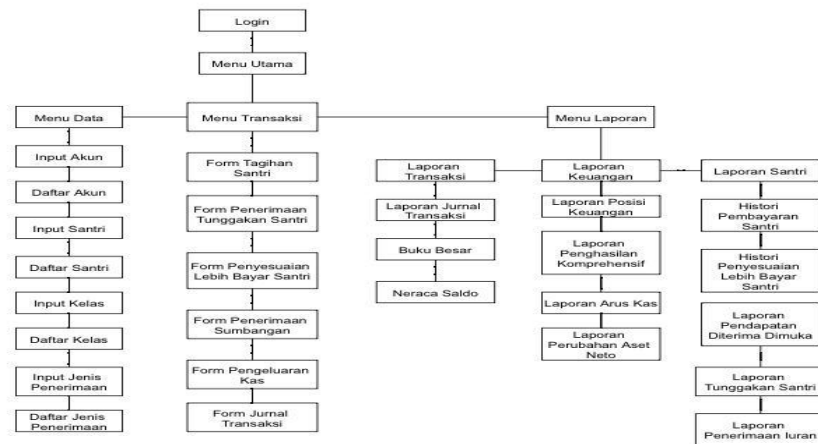 Login
Menu Utama
Menu Data
Menu Transaksi
Menu Laporan
Input Akun
Daftar Akun
Input Santri
Daftar Santri
Input Kelas
Daftar Kelas
Input Jenis
Penerimaan
Daftar Jenis
Penerimaan
Form Tagihan
Santri
Form Penerimaan
Tunggakan Santri
Form Penyesuaian
Lebih Bayar Santri
Form Penerimaan
Sumbangan
Form Pengeluaran
Kas
Form Jurnal
Transaksi
Laporan
Transaksi
Laporan Jurnal
Transaksi
Buku Besar
Neraca Saldo
Laporan
Keuangan
Laporan Posisi
Keuangan
Laporan
Penghasilan
Komprehensif
Laporan Arus Kas
Laporan
Perubahan Aset
Neto
Laporan Santri
Histori
Pembayaran
Santri
Histori
Penyesuaian
Lebih Bayar
Santri
Laporan
Pendapatan
Diterima Dimuka
Laporan
Tunggakan Santri
Laporan
Penerimaan Iuran